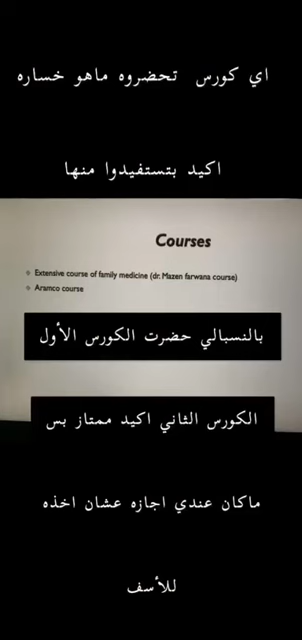 اي كورس تحضروه ماهو خساره
اكيد بتستفيدوا منها
Courses
Extensive course of family medicine (dr. Mazen farwana course)
Aramco course
بالنسبالي حضرت الكورس الأول
الكورس الثاني اكيد ممتاز بس
ماكان عندي اجازه عشان اخذه
للأسف